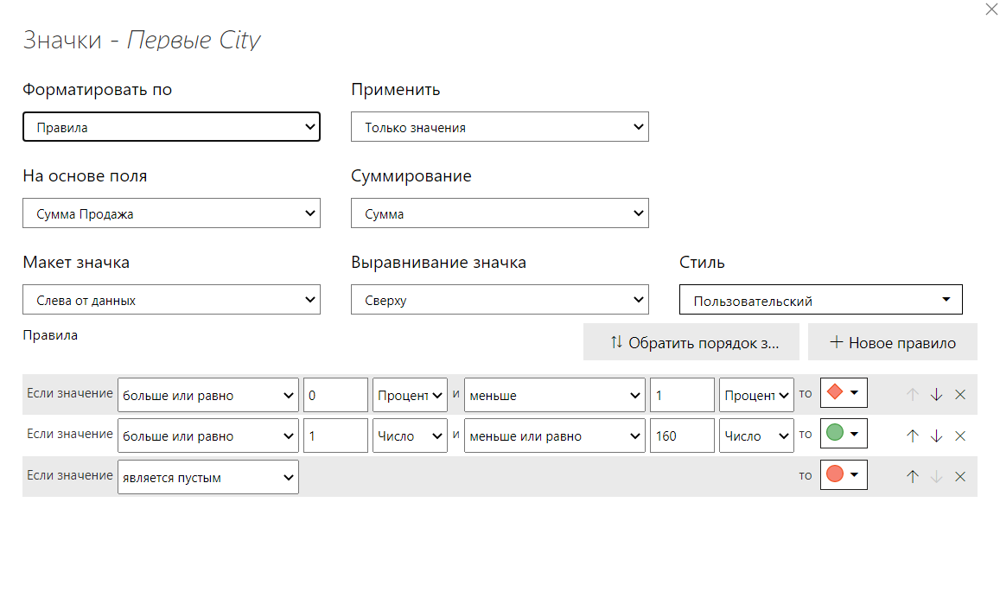 Значки - Первые City
Форматировать по Применить
Правила Только значения
На основе поля Суммирование
Сумма Продажа Сумма
Макет значка Выравнивание значка Стиль
Слева от данных Сверху Пользовательский
Правила Обратить порядок з... Новое правило
Если значение больше или равно 0 Процент и меньше 1 Процент то
Если значение больше или равно 1 Число и меньше или равно 160 Число то
Если значение является пустым то